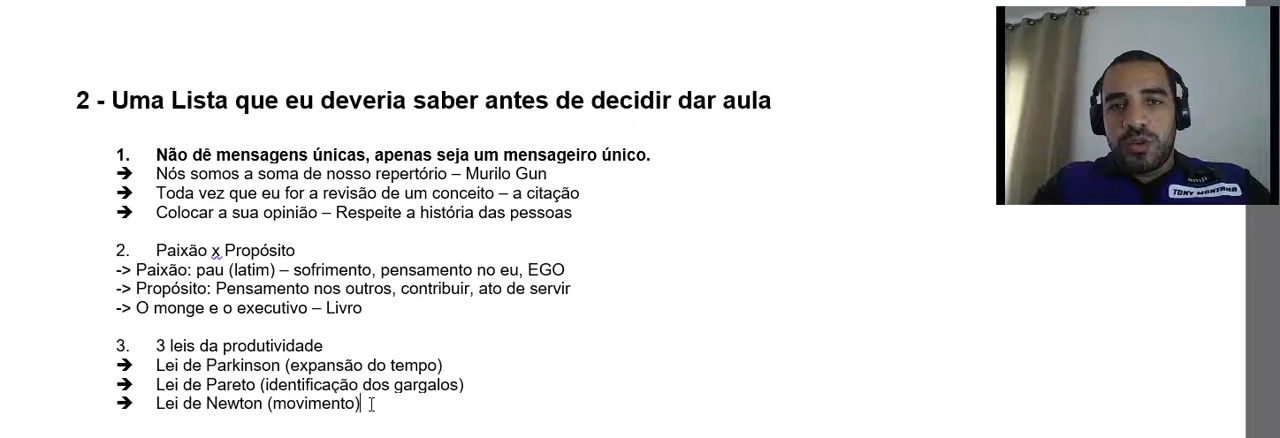 2 - Uma Lista que eu deveria saber antes de decidir dar aula
1. Não dê mensagens únicas, apenas seja um mensageiro único.
➔ Nós somos a soma de nosso repertório – Murilo Gun
➔ Toda vez que eu for a revisão de um conceito – a citação
➔ Colocar a sua opinião – Respeite a história das pessoas
2. Paixão x Propósito
-> Paixão: pau (latim) – sofrimento, pensamento no eu, EGO
-> Propósito: Pensamento nos outros, contribuir, ato de servir
-> O monge e o executivo – Livro
3. 3 leis da produtividade
➔ Lei de Parkinson (expansão do tempo)
➔ Lei de Pareto (identificação dos gargalos)
➔ Lei de Newton (movimento)
TONY MONTANA